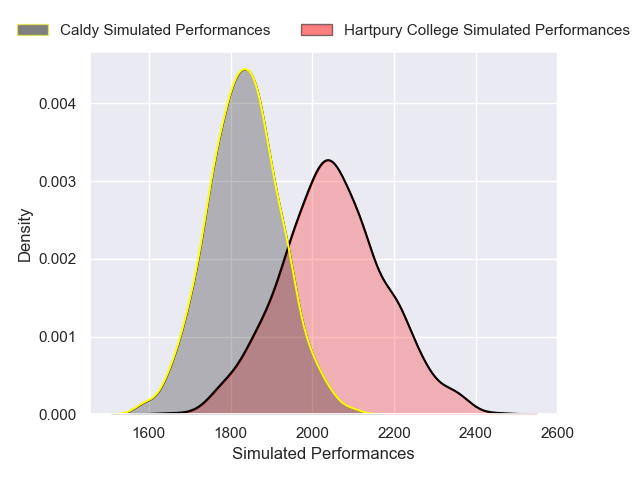 Caldy Simulated Performances
Hartpury College Simulated Performances
Density
0.004
0.003
0.002
0.001
0.000
1600
1800
2000
2200
2400
2600
Simulated Performances